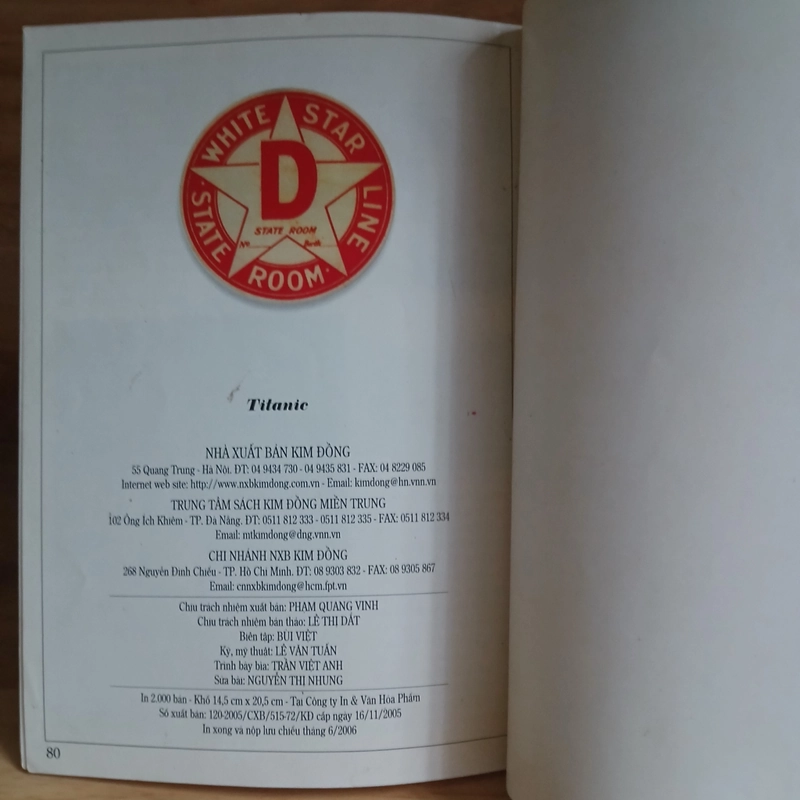 WHITE STAR LINE
· STATE ROOM ·
D
STATE ROOM
No.____ Berth____
Titanic
NHÀ XUẤT BẢN KIM ĐỒNG
55 Quang Trung - Hà Nội. ĐT: 04 9434 730 - 04 9435 831 - FAX: 04 8229 085
Internet web site: http://www.nxbkimdong.com.vn - Email: kimdong@hn.vnn.vn
TRUNG TÂM SÁCH KIM ĐỒNG MIỀN TRUNG
102 Ông Ích Khiêm - TP. Đà Nẵng. ĐT: 0511 812 333 - 0511 812 335 - FAX: 0511 812 334
Email: mtkimdong@dng.vnn.vn
CHI NHÁNH NXB KIM ĐỒNG
268 Nguyễn Đình Chiểu - TP. Hồ Chí Minh. ĐT: 08 9303 832 - FAX: 08 9305 867
Email: cnnxbkimdong@hcm.fpt.vn
Chịu trách nhiệm xuất bản: PHẠM QUANG VINH
Chịu trách nhiệm bản thảo: LÊ THỊ DẮT
Biên tập: BÙI VIỆT
Kỹ, mỹ thuật: LÊ VĂN TUẤN
Trình bày bìa: TRẦN VIỆT ANH
Sửa bài: NGUYỄN THỊ NHUNG
In 2.000 bản - Khổ 14,5 cm x 20,5 cm - Tại Công ty In & Văn Hóa Phẩm
Số xuất bản: 120-2005/CXB/515-72/KĐ cấp ngày 16/11/2005
In xong và nộp lưu chiểu tháng 6/2006
80